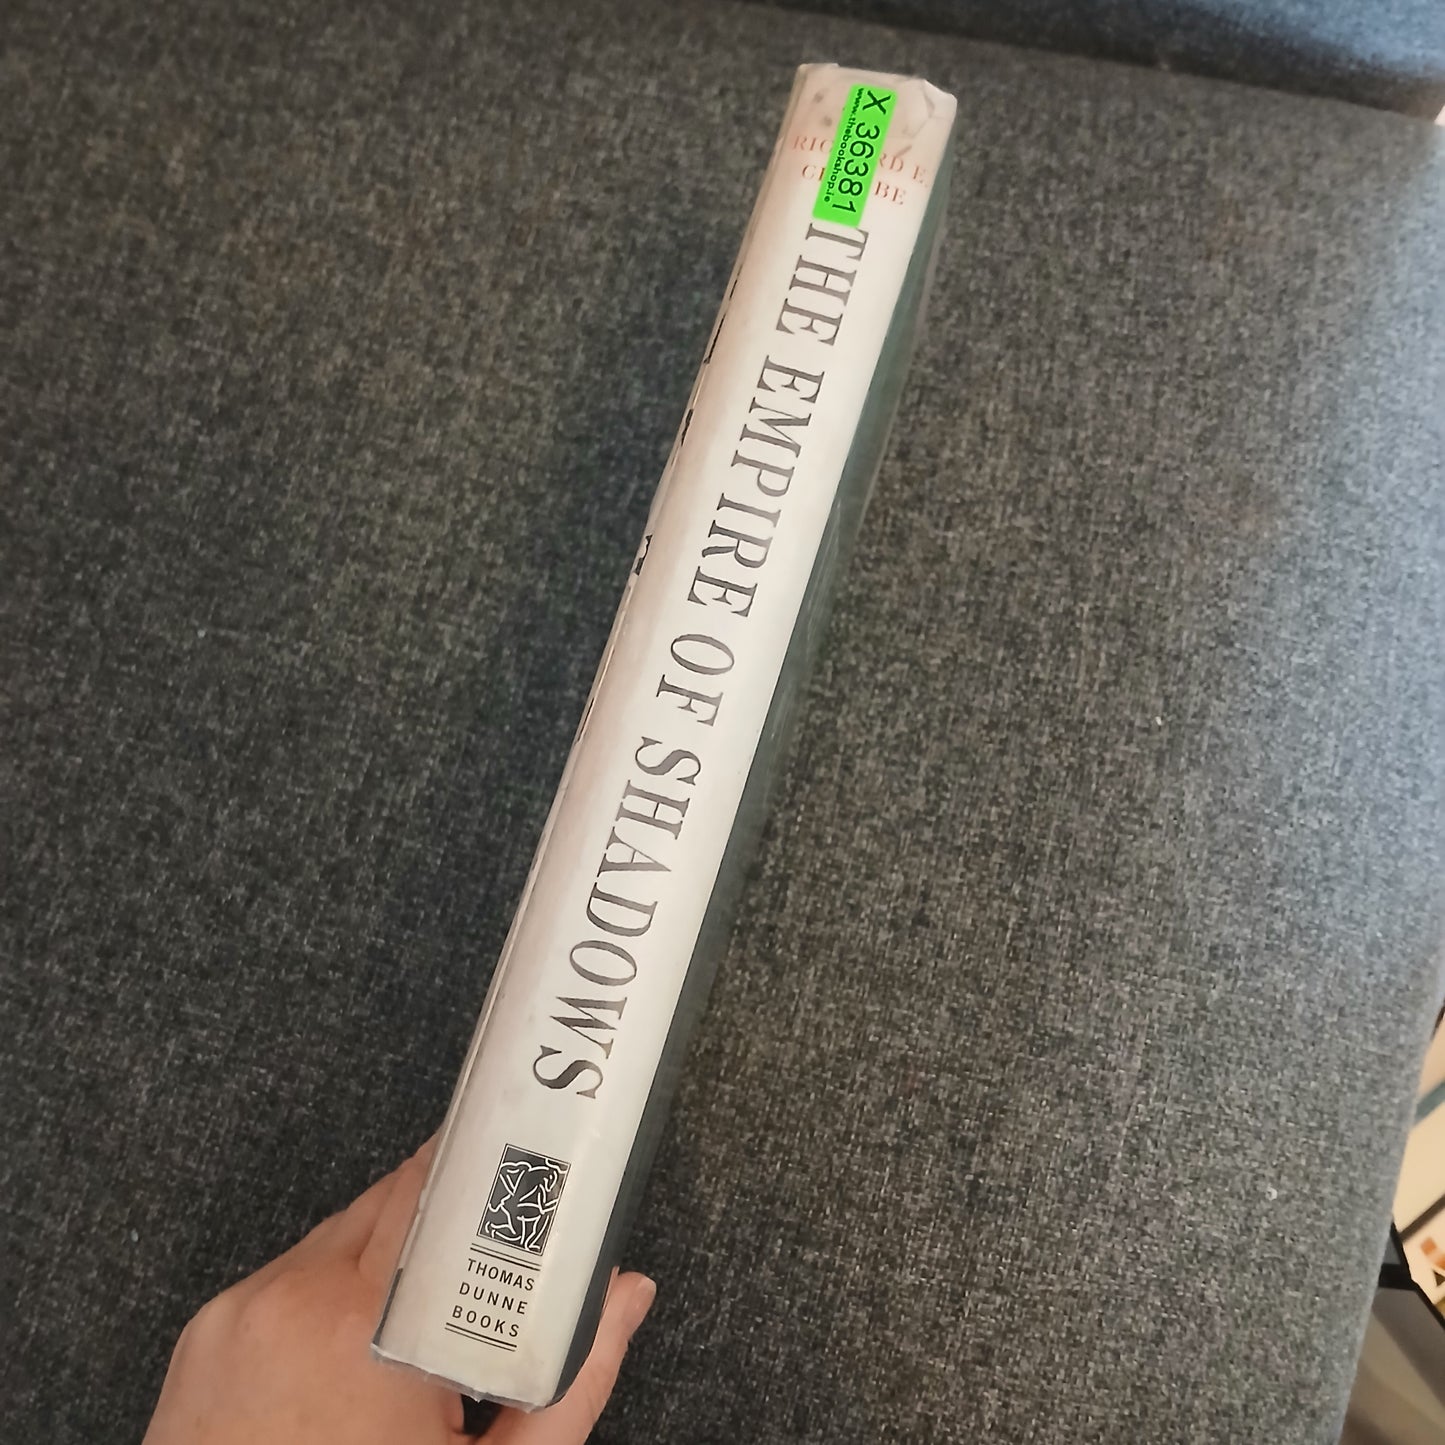 X 36381
www.thebookshop.ie
THE EMPIRE OF SHADOWS
THOMAS
DUNNE
BOOKS